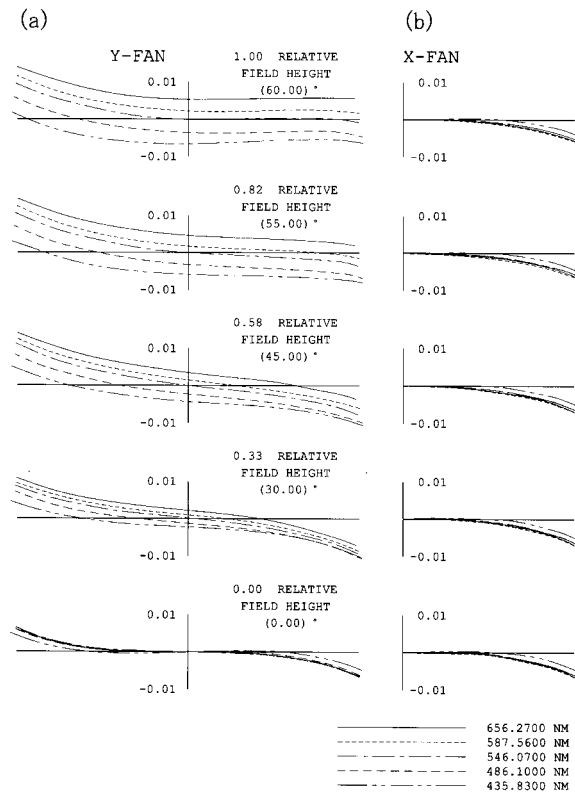 (a) (b)
Y-FAN X-FAN
1.00 RELATIVE
FIELD HEIGHT
(60.00) °
0.01 0.01
-0.01 -0.01
0.82 RELATIVE
FIELD HEIGHT
(55.00) °
0.01 0.01
-0.01 -0.01
0.58 RELATIVE
FIELD HEIGHT
(45.00) °
0.01 0.01
-0.01 -0.01
0.33 RELATIVE
FIELD HEIGHT
(30.00) °
0.01 0.01
-0.01 -0.01
0.00 RELATIVE
FIELD HEIGHT
(0.00) °
0.01 0.01
-0.01 -0.01
656.2700 NM
587.5600 NM
546.0700 NM
486.1000 NM
435.8300 NM